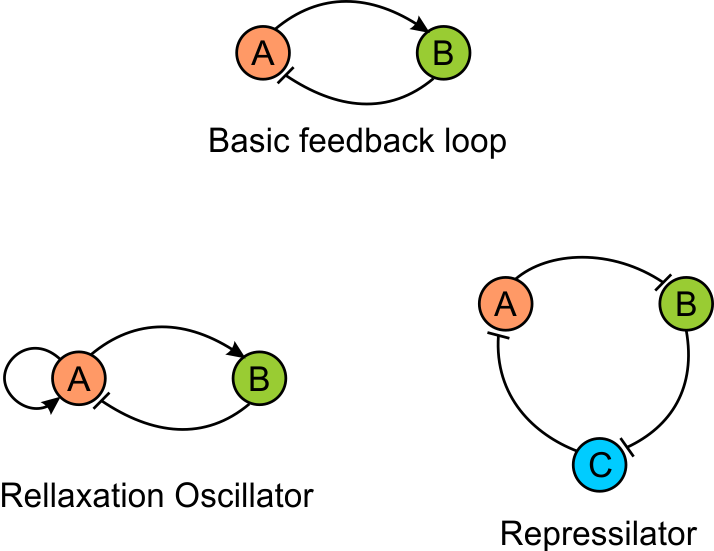 A
B
Basic feedback loop
A
B
A
B
C
Rellaxation Oscillator
Repressilator